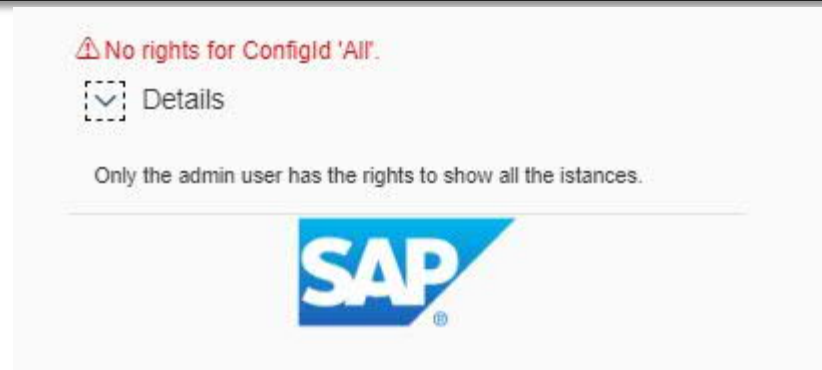 No rights for ConfigId 'All'.
Details
Only the admin user has the rights to show all the istances.
SAP
®